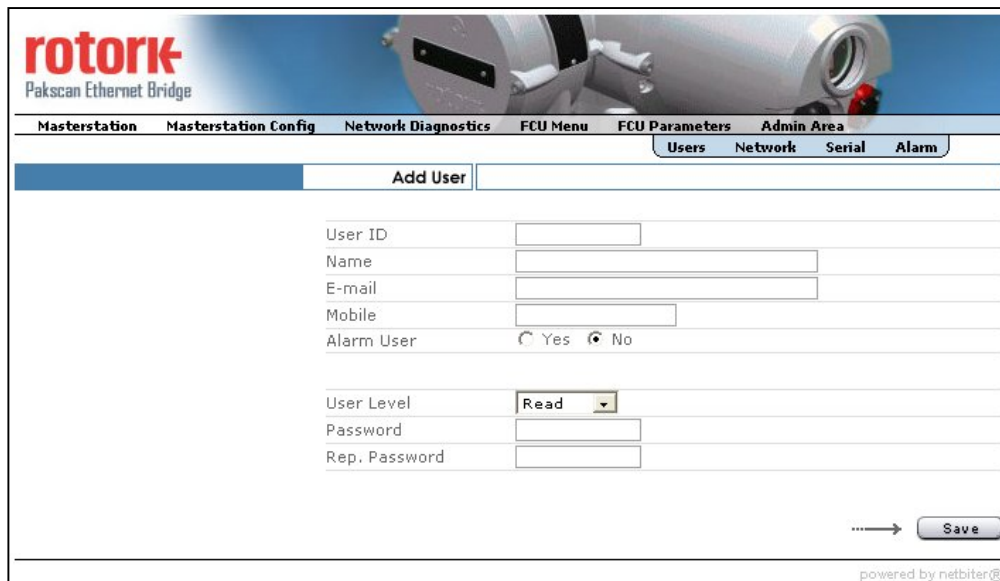 rotork
Pakscan Ethernet Bridge
Masterstation Masterstation Config Network Diagnostics FCU Menu FCU Parameters Admin Area
Users Network Serial Alarm
Add User
User ID
Name
E-mail
Mobile
Alarm User Yes No
User Level Read
Password
Rep. Password
Save
powered by netbiter®